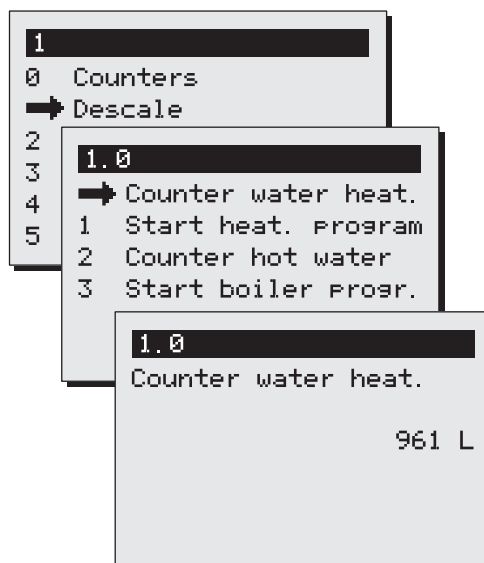 1
0 Counters
Descale
2
3
4
5
1.0
Counter water heat.
1 Start heat. program
2 Counter hot water
3 Start boiler progr.
1.0
Counter water heat.
961 L